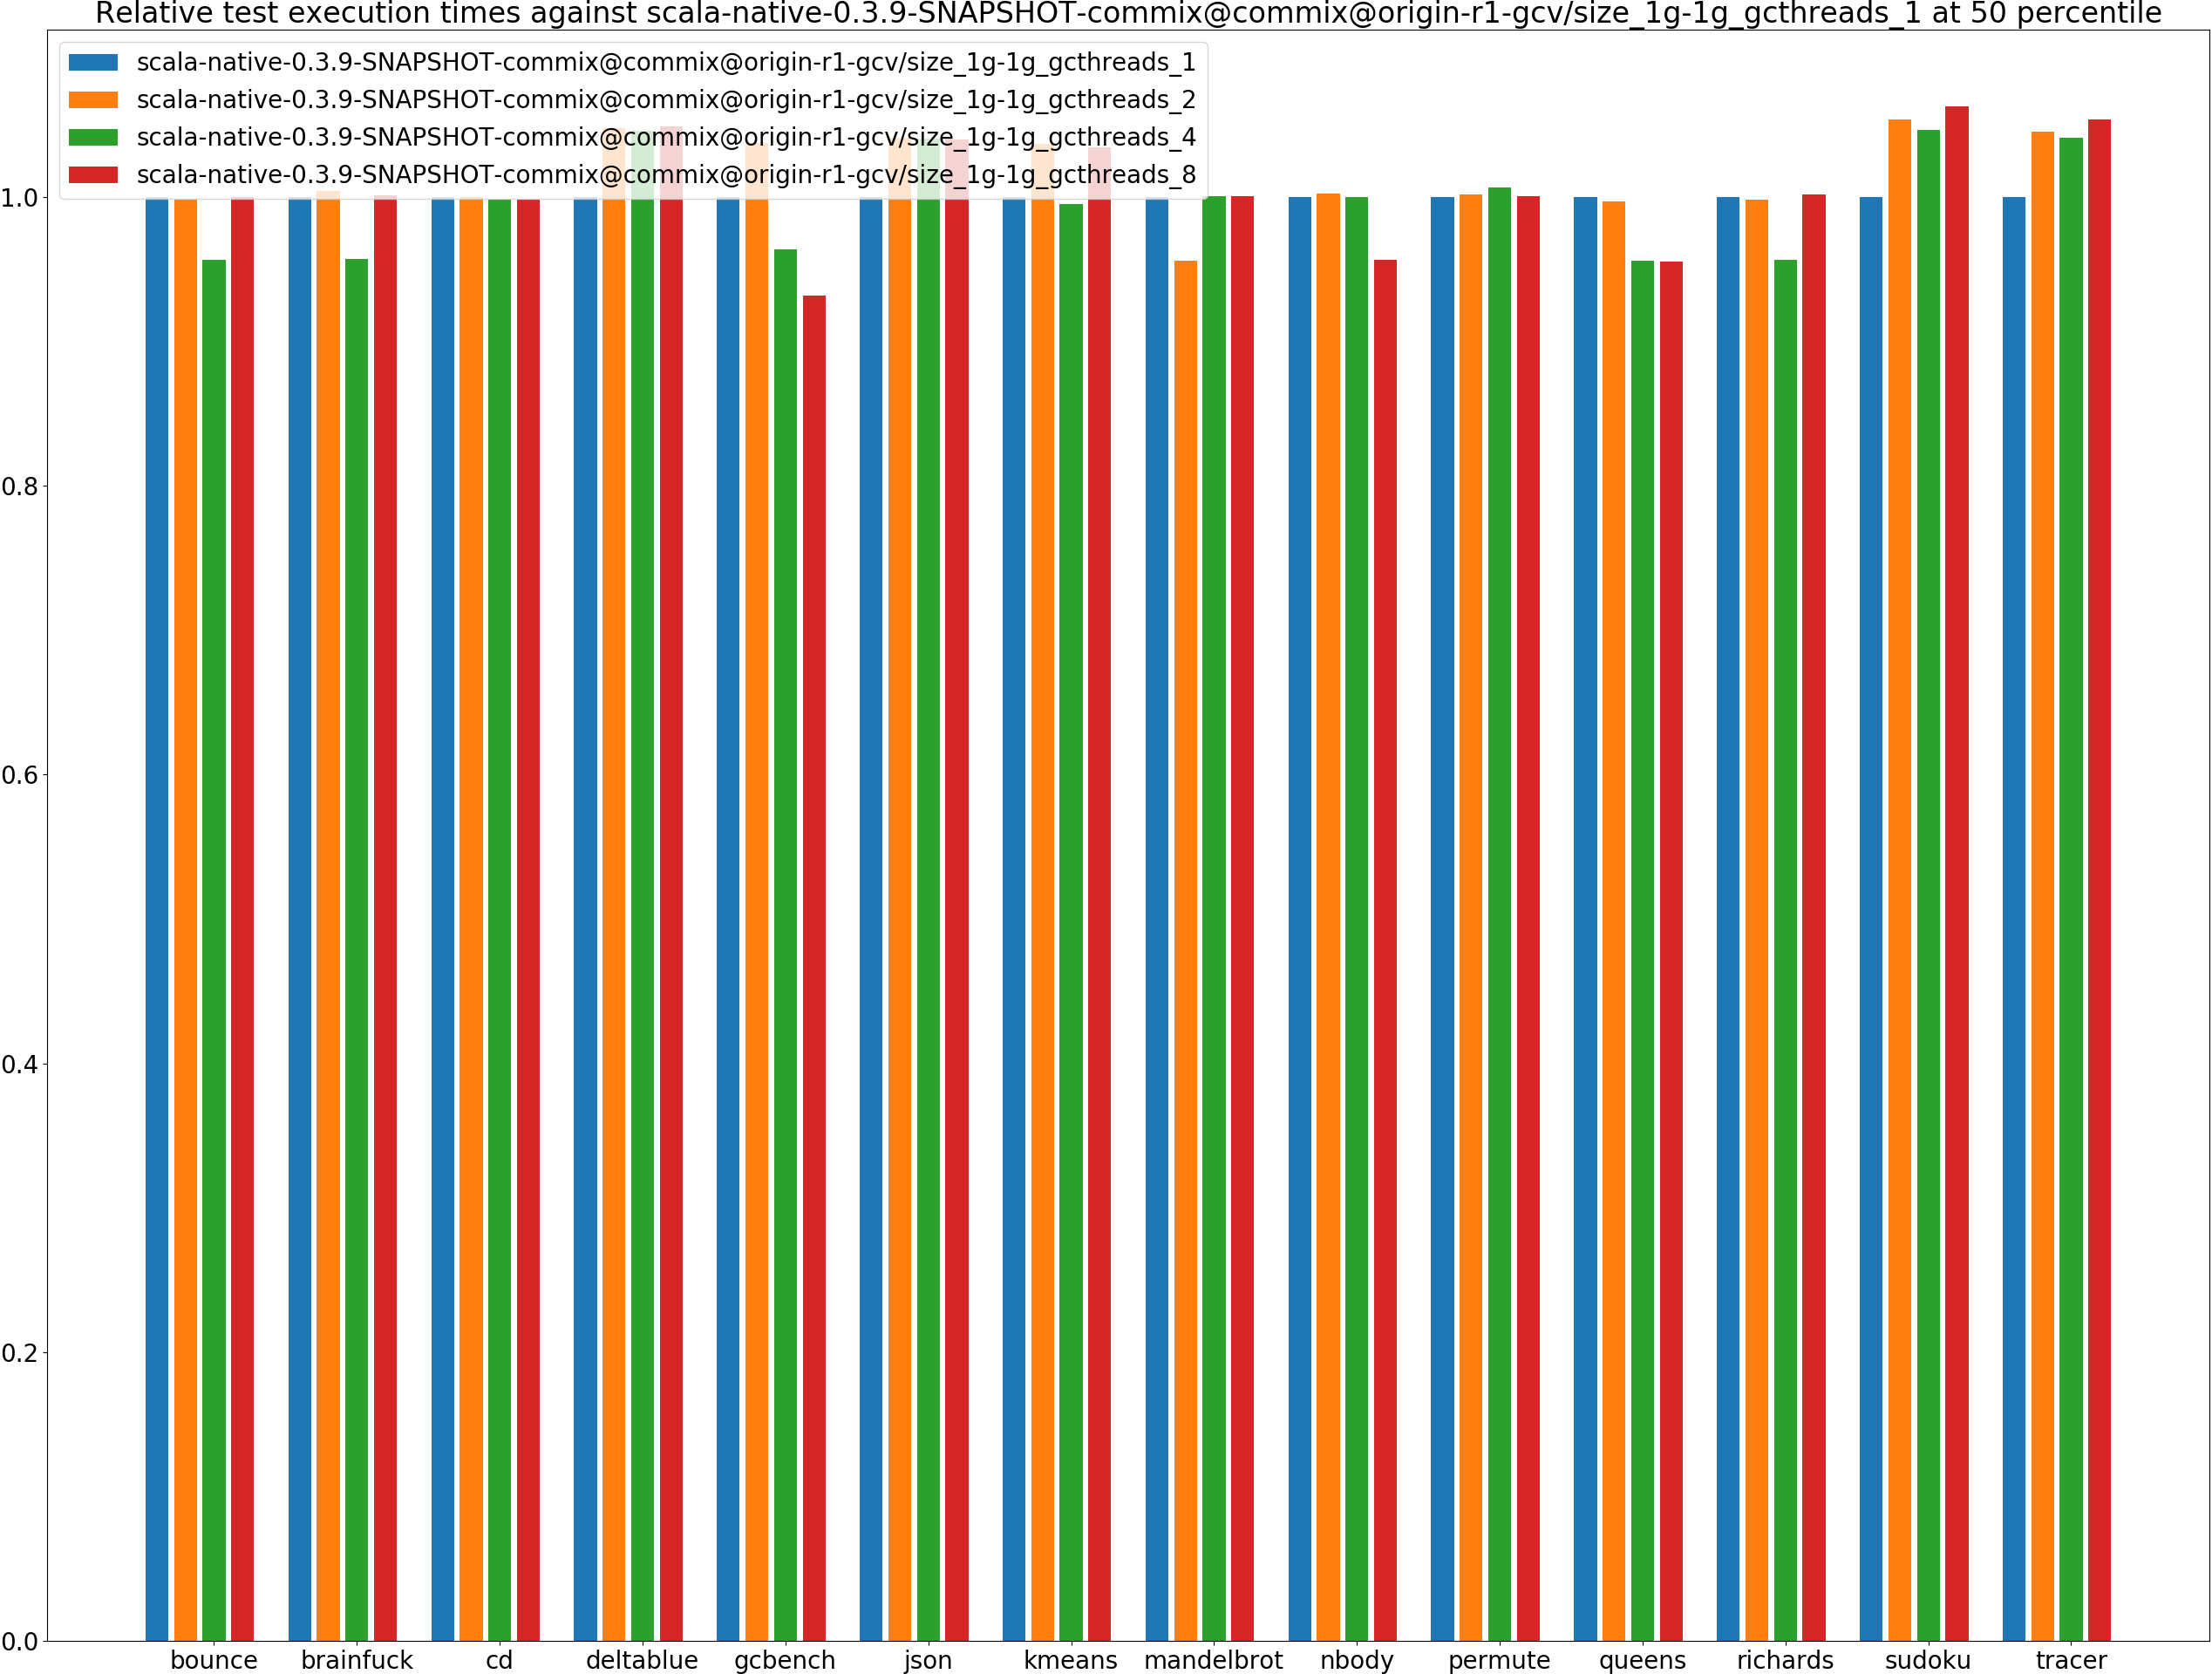 Relative test execution times against scala-native-0.3.9-SNAPSHOT-commix@commix@origin-r1-gcv/size_1g-1g_gcthreads_1 at 50 percentile
scala-native-0.3.9-SNAPSHOT-commix@commix@origin-r1-gcv/size_1g-1g_gcthreads_1
scala-native-0.3.9-SNAPSHOT-commix@commix@origin-r1-gcv/size_1g-1g_gcthreads_2
scala-native-0.3.9-SNAPSHOT-commix@commix@origin-r1-gcv/size_1g-1g_gcthreads_4
scala-native-0.3.9-SNAPSHOT-commix@commix@origin-r1-gcv/size_1g-1g_gcthreads_8
1.0
0.8
0.6
0.4
0.2
0.0
bounce brainfuck cd deltablue gcbench json kmeans mandelbrot nbody permute queens richards sudoku tracer